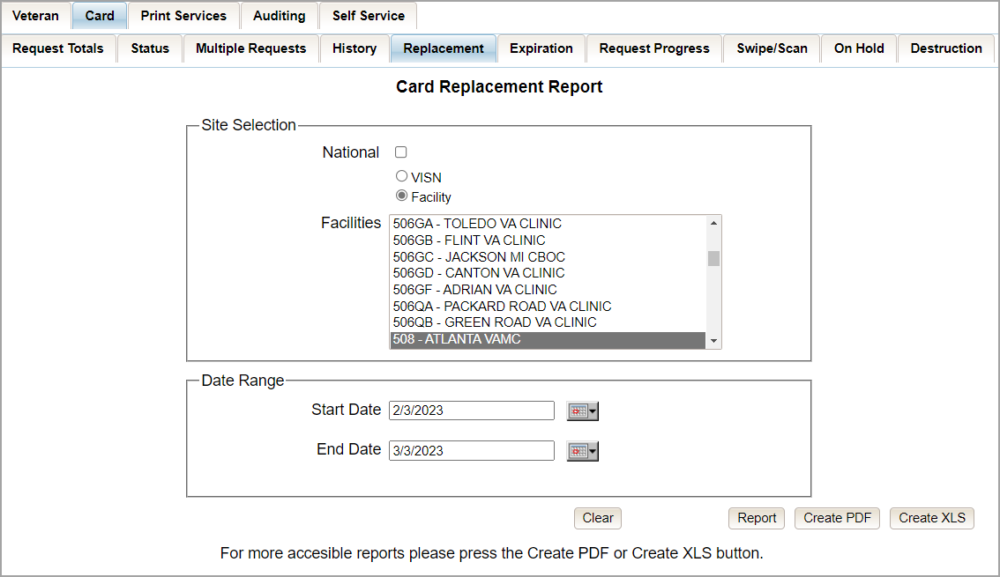 Veteran Card Print Services Auditing Self Service
Request Totals Status Multiple Requests History Replacement Expiration Request Progress Swipe/Scan On Hold Destruction
Card Replacement Report
Site Selection
National
VISN
Facility
Facilities
506GA - TOLEDO VA CLINIC
506GB - FLINT VA CLINIC
506GC - JACKSON MI CBOC
506GD - CANTON VA CLINIC
506GF - ADRIAN VA CLINIC
506QA - PACKARD ROAD VA CLINIC
506QB - GREEN ROAD VA CLINIC
508 - ATLANTA VAMC
Date Range
Start Date 2/3/2023
End Date 3/3/2023
Clear Report Create PDF Create XLS
For more accesible reports please press the Create PDF or Create XLS button.